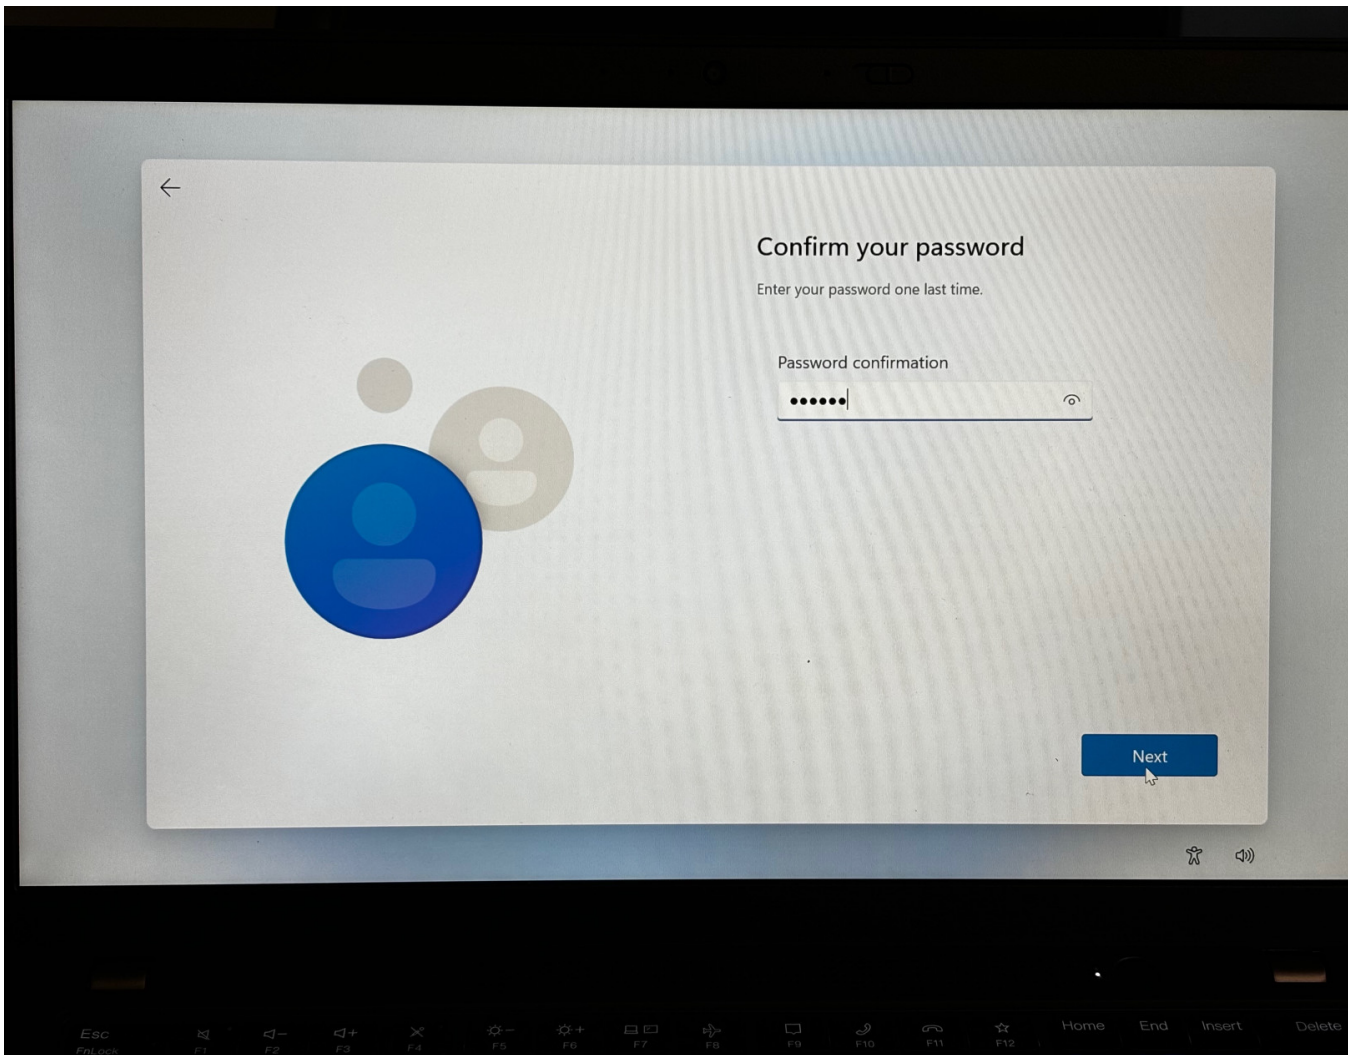 Confirm your password
Enter your password one last time.
Password confirmation
••••••
Next
Esc
FnLock
F1
F2
F3
F4
F5
F6
F7
F8
F9
F10
F11
F12
Home
End
Insert
Delete